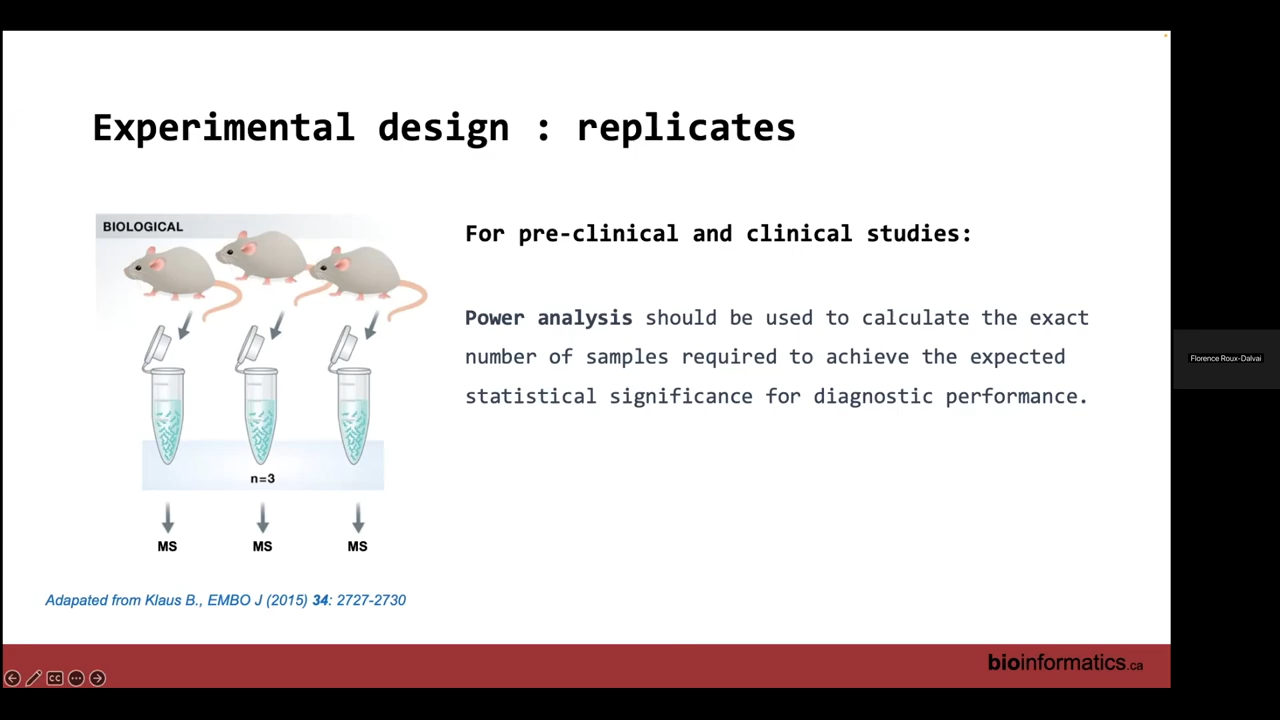 Experimental design : replicates
BIOLOGICAL
n=3
MS MS MS
Adapated from Klaus B., EMBO J (2015) 34: 2727-2730
For pre-clinical and clinical studies:
Power analysis should be used to calculate the exact
number of samples required to achieve the expected
statistical significance for diagnostic performance.
Florence Roux-Dalvai
CC
bioinformatics.ca